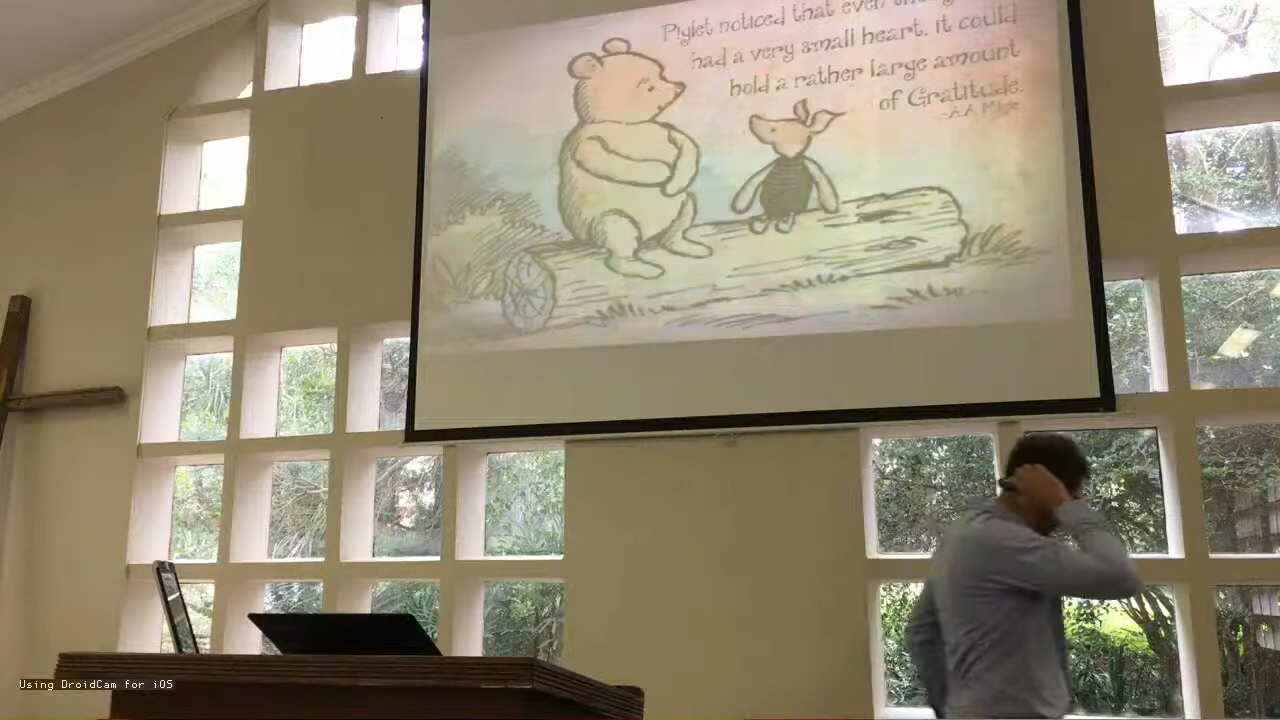 Piglet noticed that even
had a very small heart, it could
hold a rather large amount
of Gratitude.
-A.A. Milne
Using DroidCam for iOS